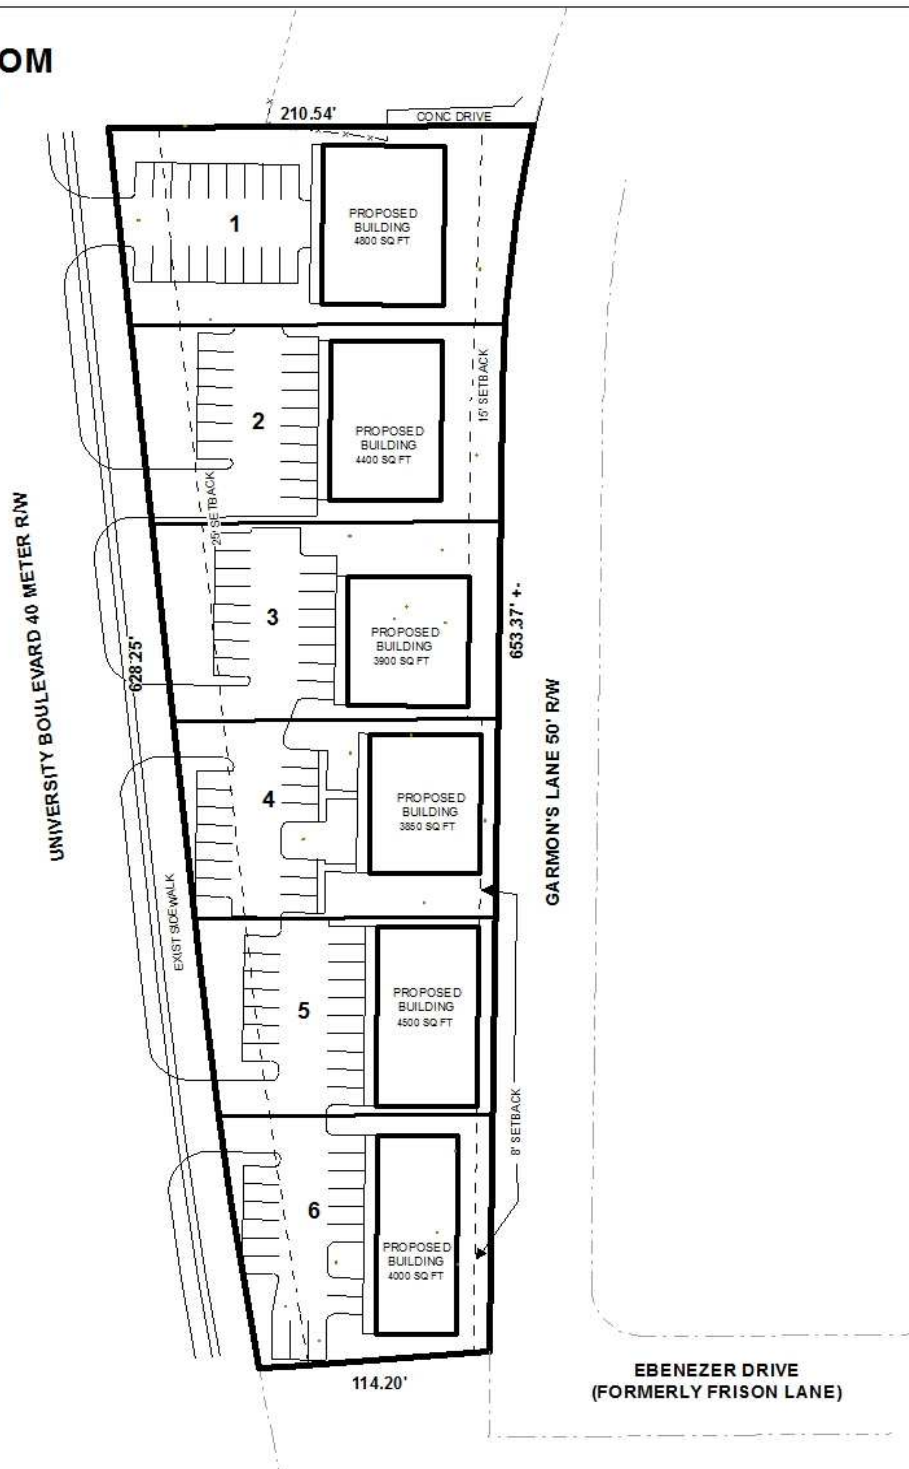 OM
210.54'
CONC DRIVE
1
PROPOSED
BUILDING
4800 SQ FT
2
PROPOSED
BUILDING
4400 SQ FT
15' SETBACK
25' SETBACK
UNIVERSITY BOULEVARD 40 METER R/W
628.25'
3
PROPOSED
BUILDING
3900 SQ FT
653.37' +-
GARMON'S LANE 50' R/W
4
PROPOSED
BUILDING
3850 SQ FT
EXIST SIDEWALK
5
PROPOSED
BUILDING
4500 SQ FT
8' SETBACK
6
PROPOSED
BUILDING
4000 SQ FT
114.20'
EBENEZER DRIVE
(FORMERLY FRISON LANE)